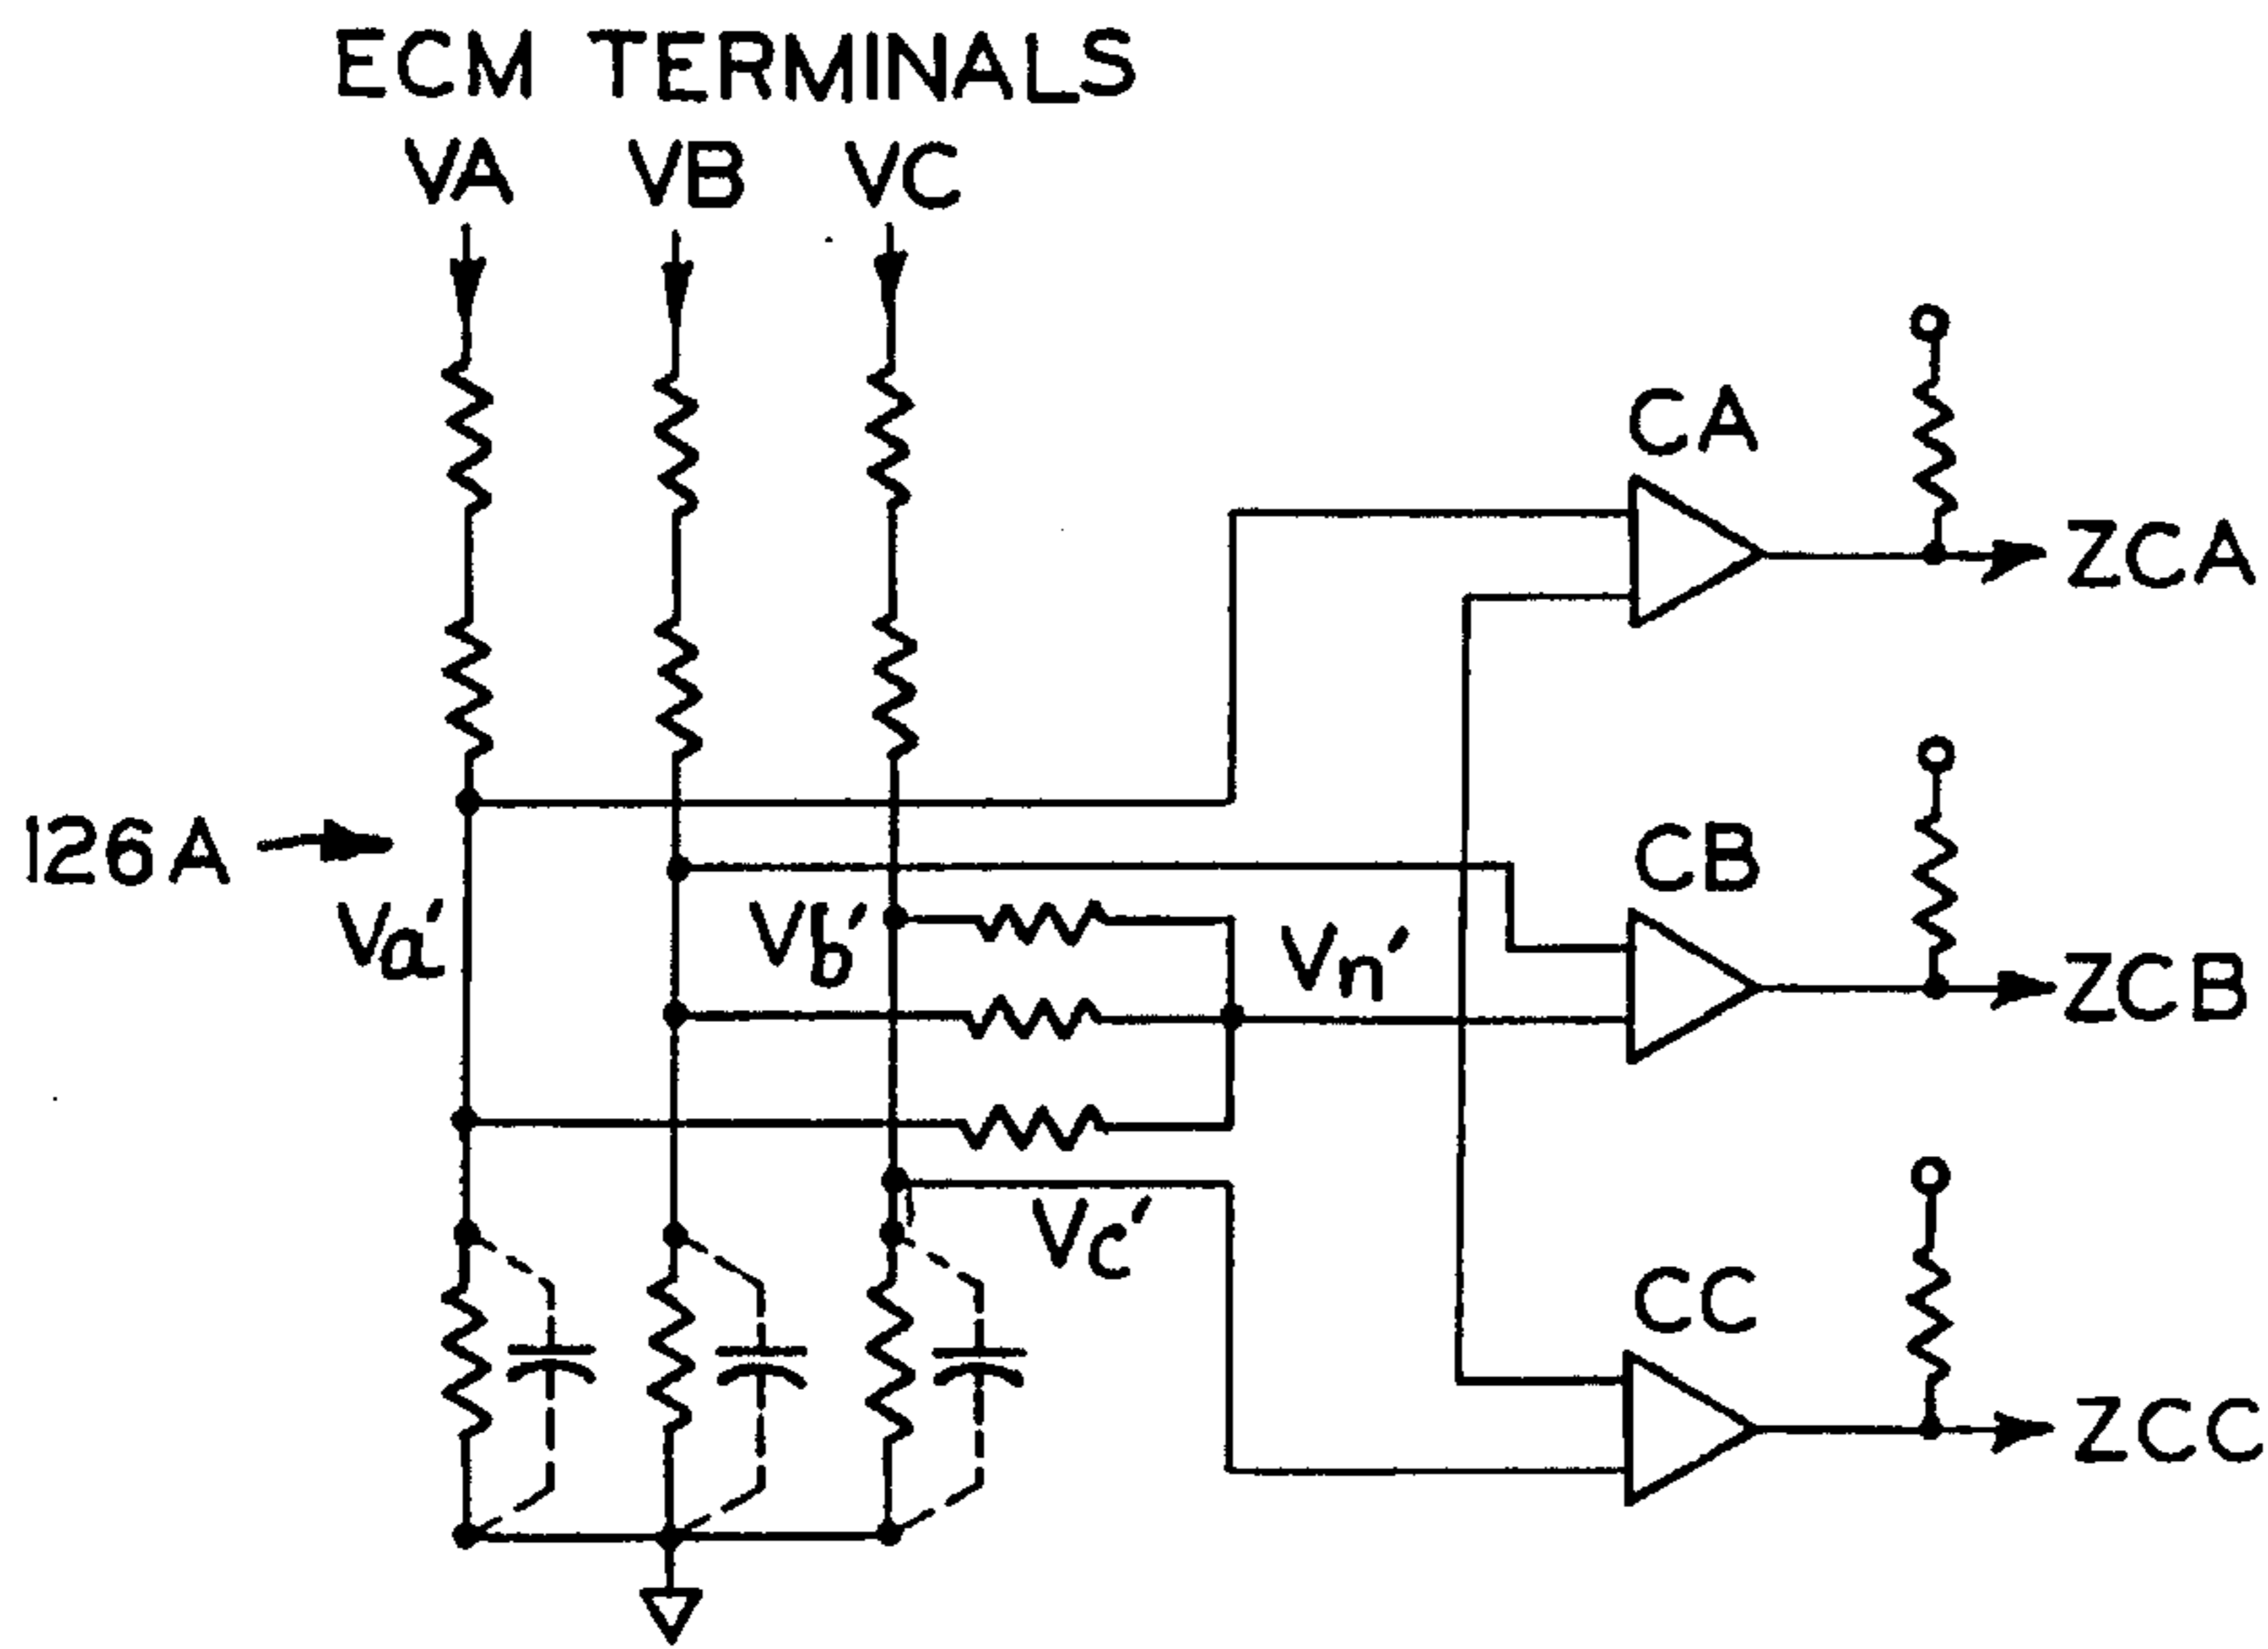 ECM TERMINALS
VA VB VC
CA
ZCA
126A
CB
Va' Vb' Vn'
ZCB
Vc'
CC
ZCC